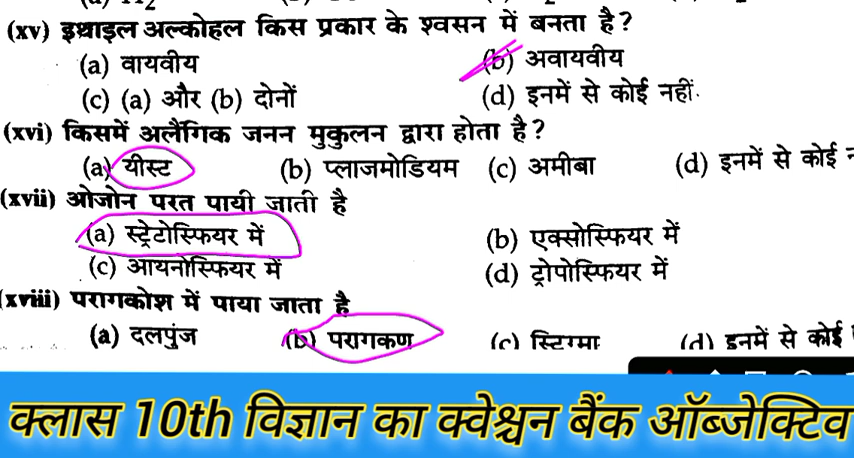 (xv) इथाइल अल्कोहल किस प्रकार के श्वसन में बनता है?
(a) वायवीय (b) अवायवीय
(c) (a) और (b) दोनों (d) इनमें से कोई नहीं.
(xvi) किसमें अलैंगिक जनन मुकुलन द्वारा होता है?
(a) यीस्ट (b) प्लाजमोडियम (c) अमीबा (d) इनमें से कोई
(xvii) ओजोन परत पायी जाती है
(a) स्ट्रेटोस्फियर में (b) एक्सोस्फियर में
(c) आयनोस्फियर में (d) ट्रोपोस्फियर में
(xviii) परागकोश में पाया जाता है
(a) दलपुंज (b) परागकण (c) स्टिग्मा (d) इनमें से कोई
क्लास 10th विज्ञान का क्वेश्चन बैंक ऑब्जेक्टिव